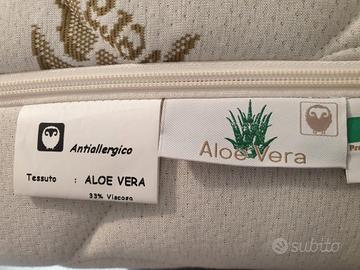 Antiallergico
Tessuto : ALOE VERA
33% Viscosa
Aloe Vera
subito